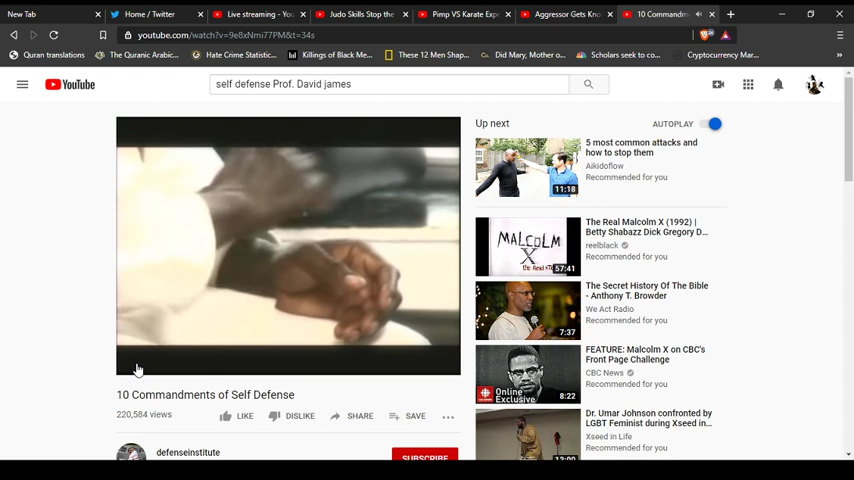 New Tab
Home / Twitter
Live streaming - You
Judo Skills Stop the
Pimp VS Karate Exp
Aggressor Gets Kno
10 Commandm
youtube.com/watch?v=9e8xNmi77PM&t=34s
Quran translations
The Quranic Arabic...
Hate Crime Statistic...
Killings of Black Me...
These 12 Men Shap...
Did Mary, Mother o...
Scholars seek to co...
Cryptocurrency Mar...
YouTube
self defense Prof. David james
Up next
AUTOPLAY
5 most common attacks and
how to stop them
Aikidoflow
Recommended for you
11:18
The Real Malcolm X (1992) |
Betty Shabazz Dick Gregory D...
reelblack
Recommended for you
MALCOLM
X
the Real
57:41
The Secret History Of The Bible
- Anthony T. Browder
We Act Radio
Recommended for you
7:37
FEATURE: Malcolm X on CBC's
Front Page Challenge
CBC News
Recommended for you
Online
Exclusive
8:22
Dr. Umar Johnson confronted by
LGBT Feminist during Xseed in...
Xseed in Life
Recommended for you
10 Commandments of Self Defense
220,584 views
LIKE
DISLIKE
SHARE
SAVE
defenseinstitute
SUBSCRIBE